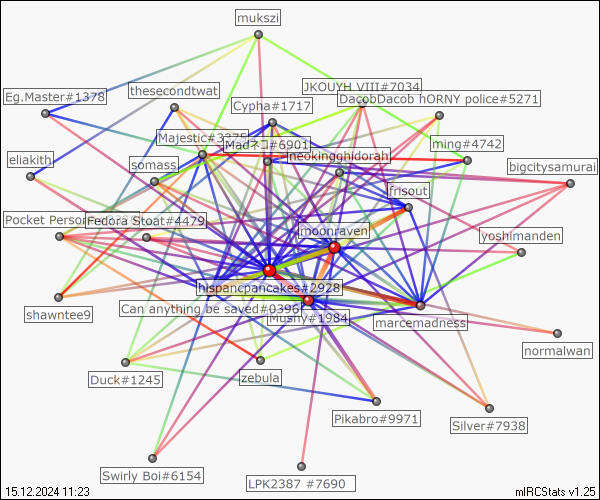 mukszi
Eg.Master#1378
thesecondtwat
JKOUYH VIII#7034
DacobDacob hORNY police#5271
Cypha#1717
Majestic#3375
Madネコ#6901
ming#4742
eliakith
somass
neokingghidorah
bigcitysamurai
frisout
Pocket Person
Fedora Stoat#4479
moonraven
yoshimanden
hispancpancakes#2928
shawntee9
Can anything be saved#0396
Mushy#1984
marcemadness
normalwan
Duck#1245
zebula
Pikabro#9971
Silver#7938
Swirly Boi#6154
LPK2387 #7690
15.12.2024 11:23
mIRCStats v1.25